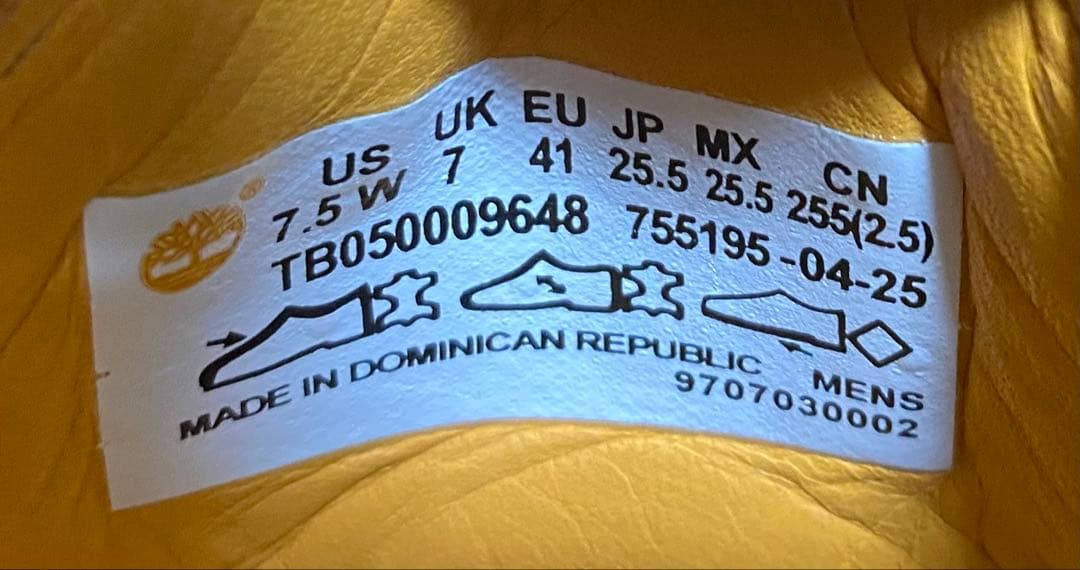 US UK EU JP MX CN
7.5 W 7 41 25.5 25.5 255(2.5)
TB050009648 755195-04-25
MADE IN DOMINICAN REPUBLIC MENS
9707030002
®